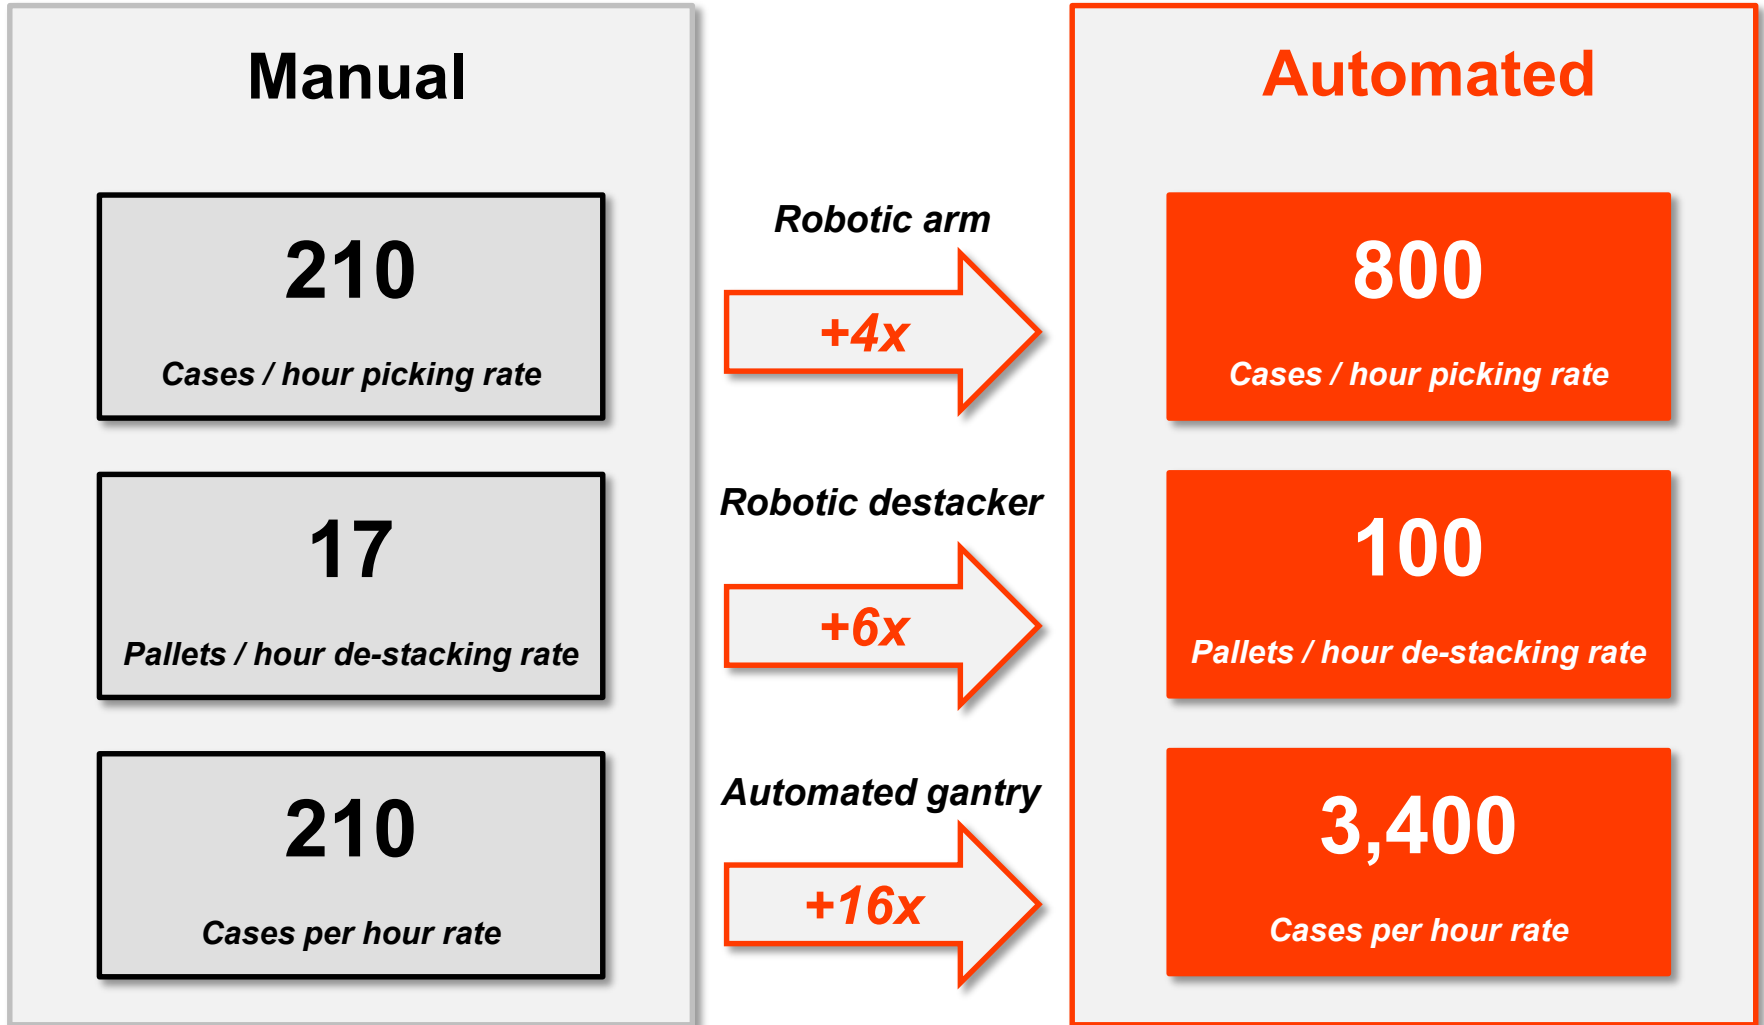 Manual
Automated
210
Cases / hour picking rate
Robotic arm
+4x
800
Cases / hour picking rate
17
Pallets / hour de-stacking rate
Robotic destacker
+6x
100
Pallets / hour de-stacking rate
210
Cases per hour rate
Automated gantry
+16x
3,400
Cases per hour rate